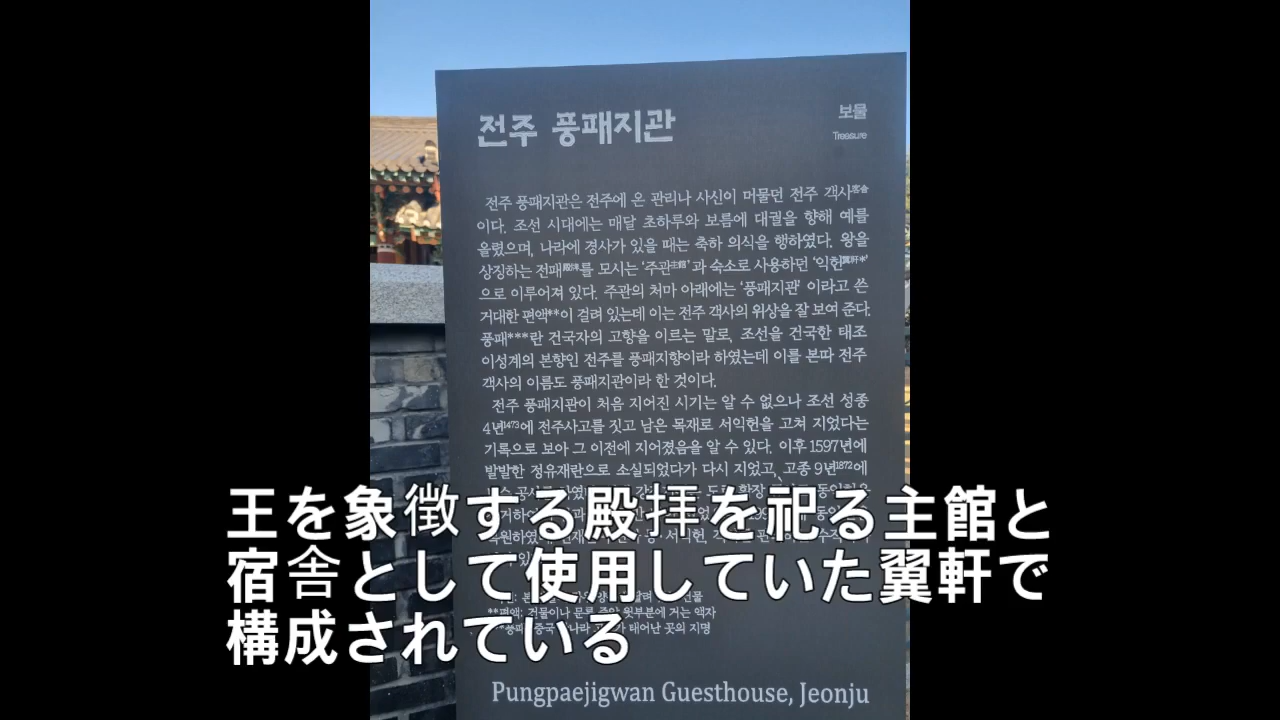 전주 풍패지관
보물
Treasure
전주 풍패지관은 전주에 온 관리나 사신이 머물던 전주 객사客舍
이다. 조선 시대에는 매달 초하루와 보름에 대궐을 향해 예를
올렸으며, 나라에 경사가 있을 때는 축하 의식을 행하였다. 왕을
상징하는 전패殿牌를 모시는 '주관主館'과 숙소로 사용하던 '익헌翼軒*'
으로 이루어져 있다. 주관의 처마 아래에는 '풍패지관' 이라고 쓴
거대한 편액**이 걸려 있는데 이는 전주 객사의 위상을 잘 보여 준다.
풍패***란 건국자의 고향을 이르는 말로, 조선을 건국한 태조
이성계의 본향인 전주를 풍패지향이라 하였는데 이를 본따 전주
객사의 이름도 풍패지관이라 한 것이다.
전주 풍패지관이 처음 지어진 시기는 알 수 없으나 조선 성종
4년1473에 전주사고를 짓고 남은 목재로 서익헌을 고쳐 지었다는
기록으로 보아 그 이전에 지어졌음을 알 수 있다. 이후 1597년에
발발한 정유재란으로 소실되었다가 다시 지었고, 고종 9년1872에
王を象徴する殿拝を祀る主館と
宿舎として使用していた翼軒で
構成されている
**편액: 건물이나 문루 중앙 윗부분에 거는 액자
태어난 곳의 지명
Pungpaejigwan Guesthouse, Jeonju